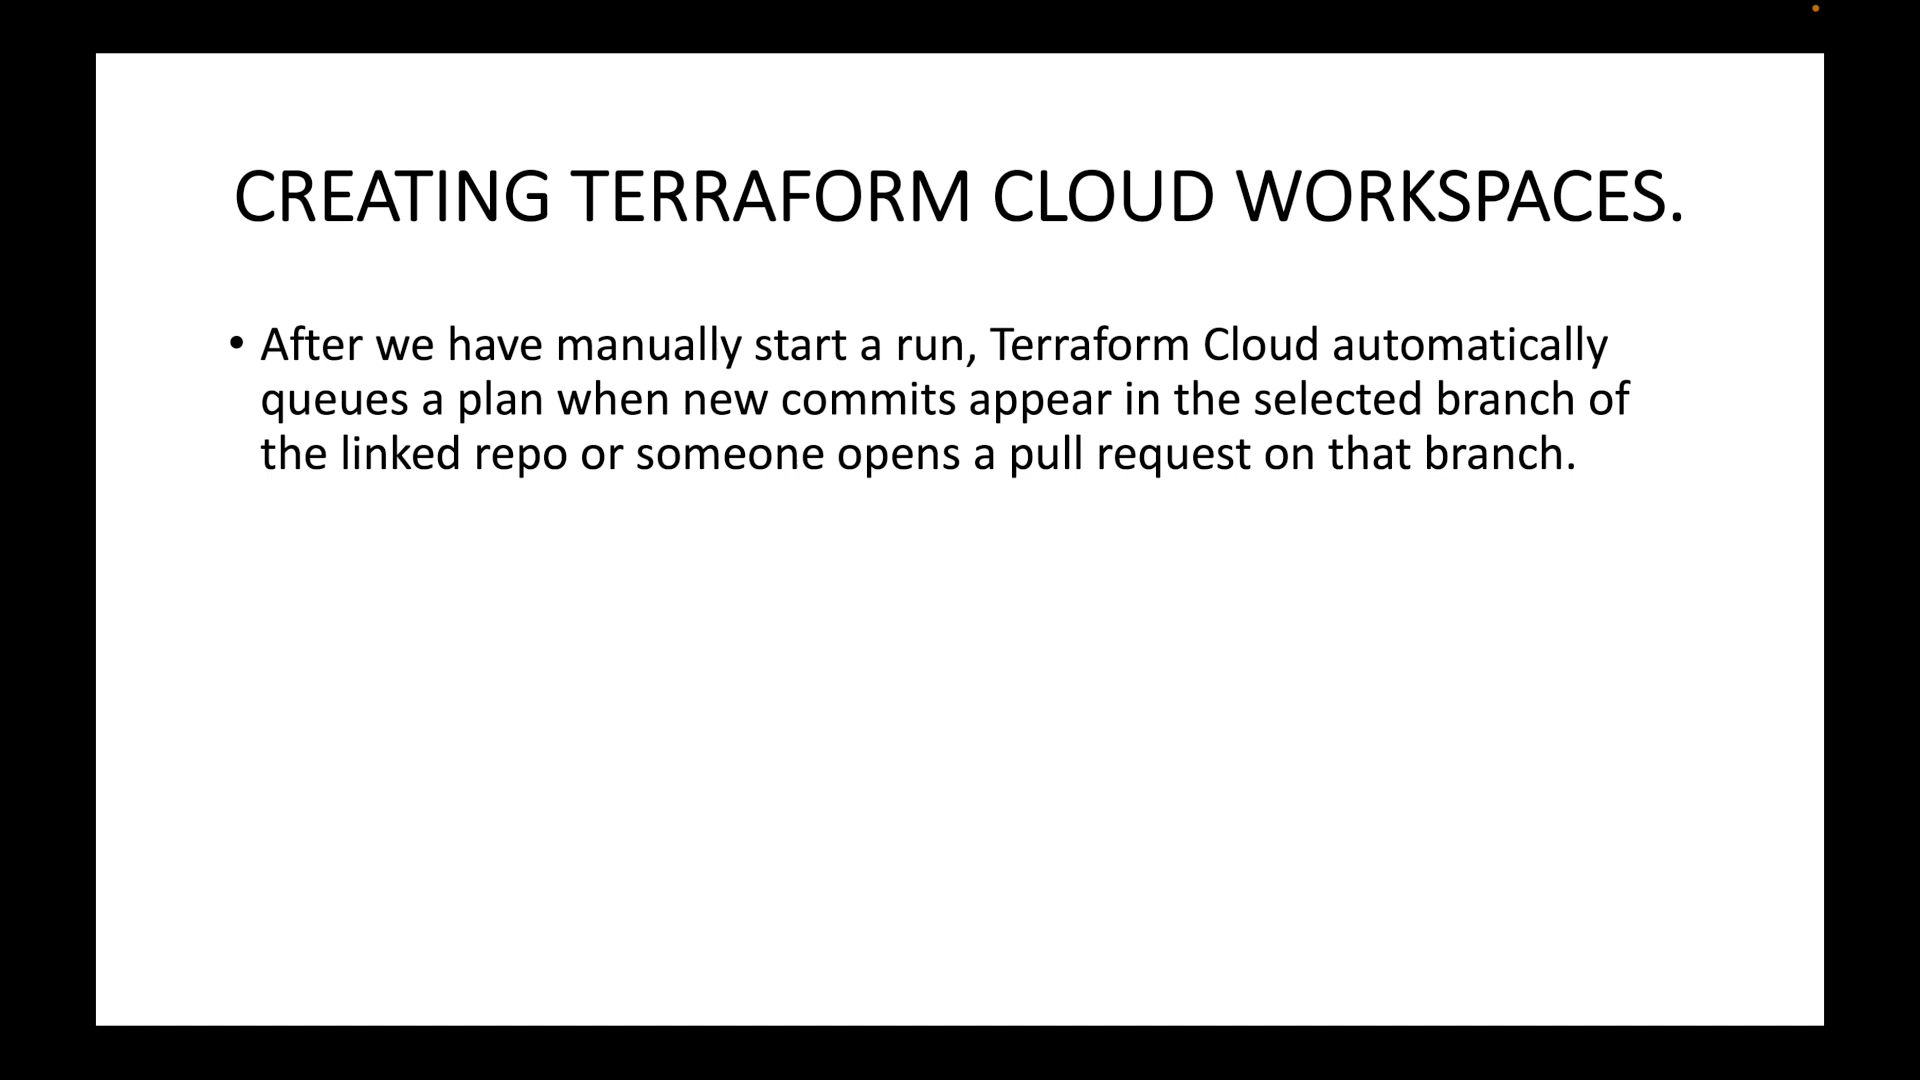 CREATING TERRAFORM CLOUD WORKSPACES.
• After we have manually start a run, Terraform Cloud automatically
queues a plan when new commits appear in the selected branch of
the linked repo or someone opens a pull request on that branch.